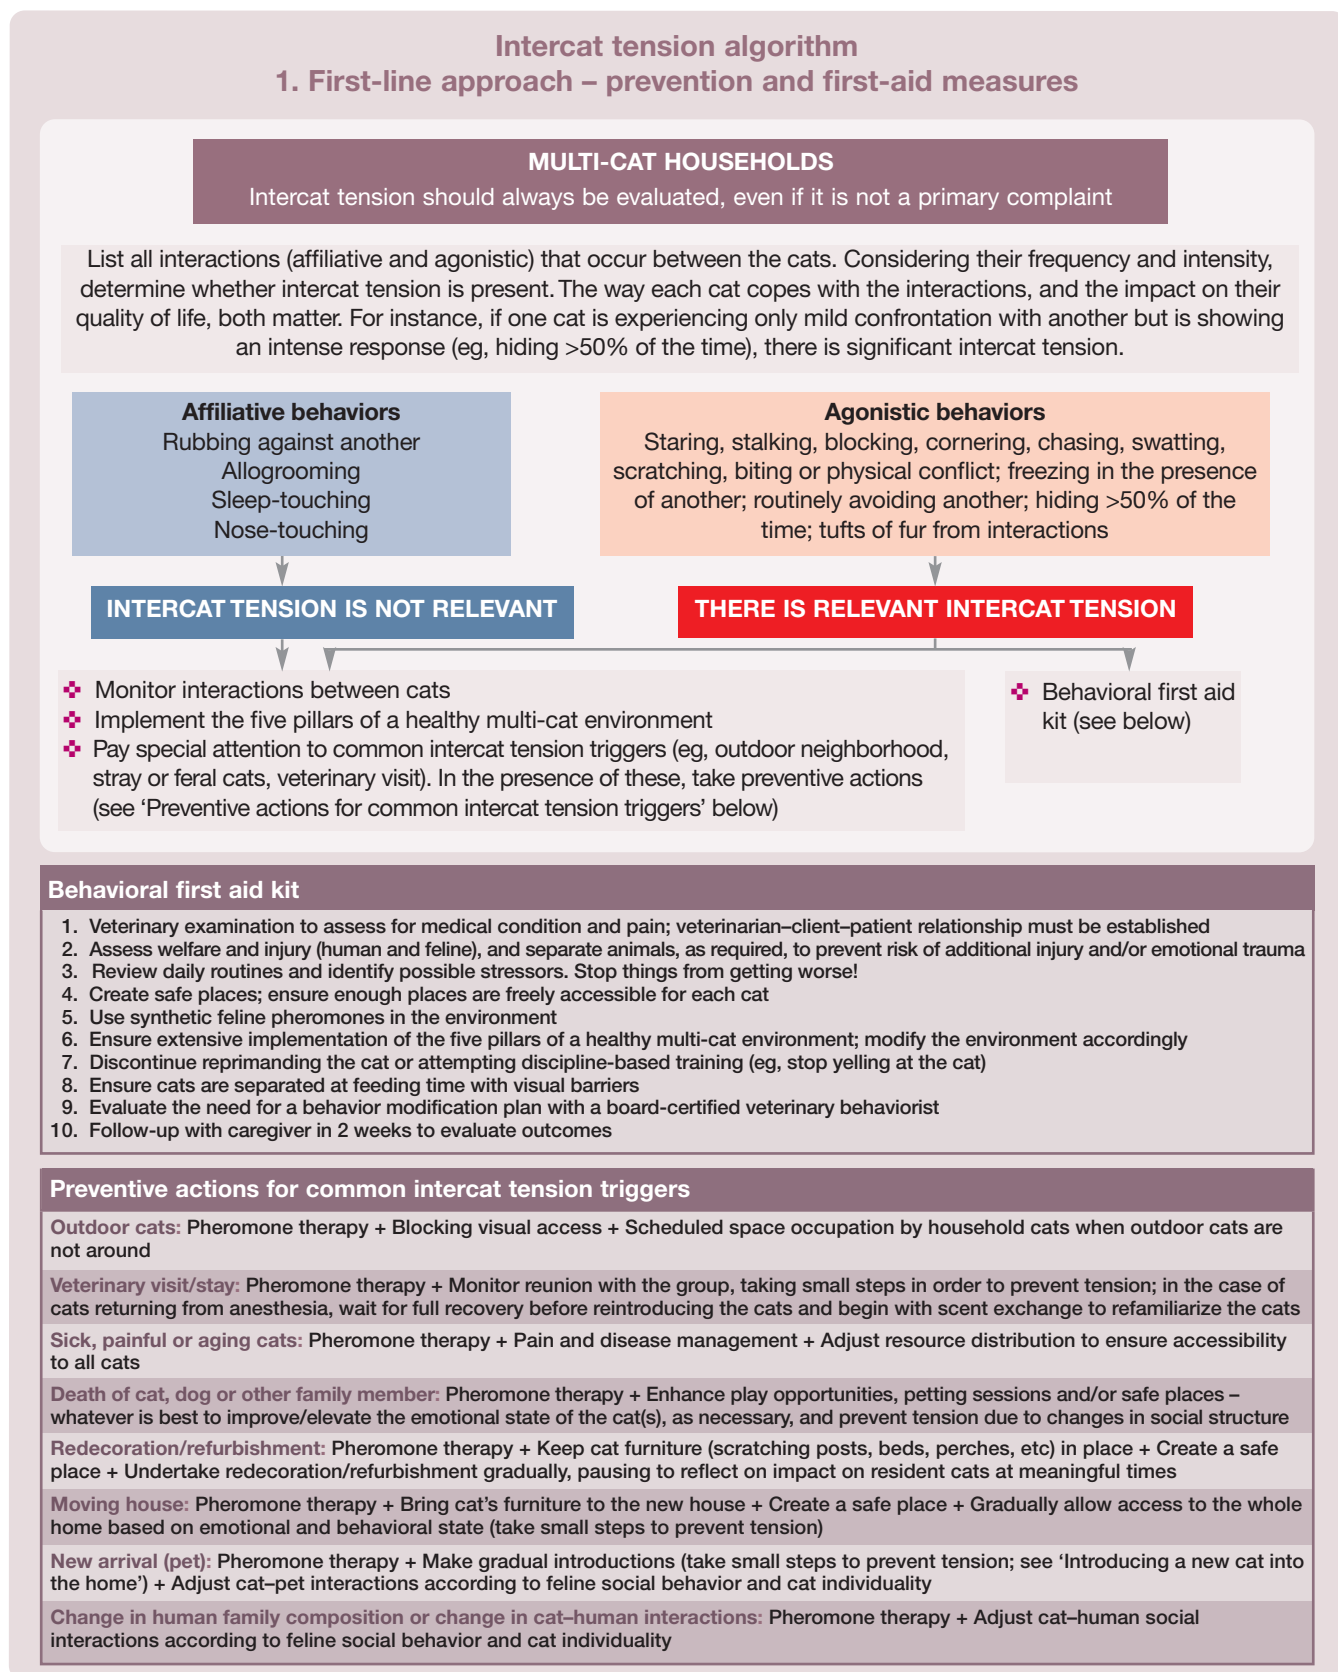 Intercat tension algorithm
1. First-line approach – prevention and first-aid measures
MULTI-CAT HOUSEHOLDS
Intercat tension should always be evaluated, even if it is not a primary complaint
List all interactions (affiliative and agonistic) that occur between the cats. Considering their frequency and intensity,
determine whether intercat tension is present. The way each cat copes with the interactions, and the impact on their
quality of life, both matter. For instance, if one cat is experiencing only mild confrontation with another but is showing
an intense response (eg, hiding >50% of the time), there is significant intercat tension.
Affiliative behaviors
Rubbing against another
Allogrooming
Sleep-touching
Nose-touching
Agonistic behaviors
Staring, stalking, blocking, cornering, chasing, swatting,
scratching, biting or physical conflict; freezing in the presence
of another; routinely avoiding another; hiding >50% of the
time; tufts of fur from interactions
INTERCAT TENSION IS NOT RELEVANT
THERE IS RELEVANT INTERCAT TENSION
Monitor interactions between cats
Implement the five pillars of a healthy multi-cat environment
Pay special attention to common intercat tension triggers (eg, outdoor neighborhood,
stray or feral cats, veterinary visit). In the presence of these, take preventive actions
(see ‘Preventive actions for common intercat tension triggers’ below)
Behavioral first aid
kit (see below)
Behavioral first aid kit
1. Veterinary examination to assess for medical condition and pain; veterinarian–client–patient relationship must be established
2. Assess welfare and injury (human and feline), and separate animals, as required, to prevent risk of additional injury and/or emotional trauma
3. Review daily routines and identify possible stressors. Stop things from getting worse!
4. Create safe places; ensure enough places are freely accessible for each cat
5. Use synthetic feline pheromones in the environment
6. Ensure extensive implementation of the five pillars of a healthy multi-cat environment; modify the environment accordingly
7. Discontinue reprimanding the cat or attempting discipline-based training (eg, stop yelling at the cat)
8. Ensure cats are separated at feeding time with visual barriers
9. Evaluate the need for a behavior modification plan with a board-certified veterinary behaviorist
10. Follow-up with caregiver in 2 weeks to evaluate outcomes
Preventive actions for common intercat tension triggers
Outdoor cats: Pheromone therapy + Blocking visual access + Scheduled space occupation by household cats when outdoor cats are
not around
Veterinary visit/stay: Pheromone therapy + Monitor reunion with the group, taking small steps in order to prevent tension; in the case of
cats returning from anesthesia, wait for full recovery before reintroducing the cats and begin with scent exchange to refamiliarize the cats
Sick, painful or aging cats: Pheromone therapy + Pain and disease management + Adjust resource distribution to ensure accessibility
to all cats
Death of cat, dog or other family member: Pheromone therapy + Enhance play opportunities, petting sessions and/or safe places –
whatever is best to improve/elevate the emotional state of the cat(s), as necessary, and prevent tension due to changes in social structure
Redecoration/refurbishment: Pheromone therapy + Keep cat furniture (scratching posts, beds, perches, etc) in place + Create a safe
place + Undertake redecoration/refurbishment gradually, pausing to reflect on impact on resident cats at meaningful times
Moving house: Pheromone therapy + Bring cat’s furniture to the new house + Create a safe place + Gradually allow access to the whole
home based on emotional and behavioral state (take small steps to prevent tension)
New arrival (pet): Pheromone therapy + Make gradual introductions (take small steps to prevent tension; see ‘Introducing a new cat into
the home’) + Adjust cat–pet interactions according to feline social behavior and cat individuality
Change in human family composition or change in cat–human interactions: Pheromone therapy + Adjust cat–human social
interactions according to feline social behavior and cat individuality